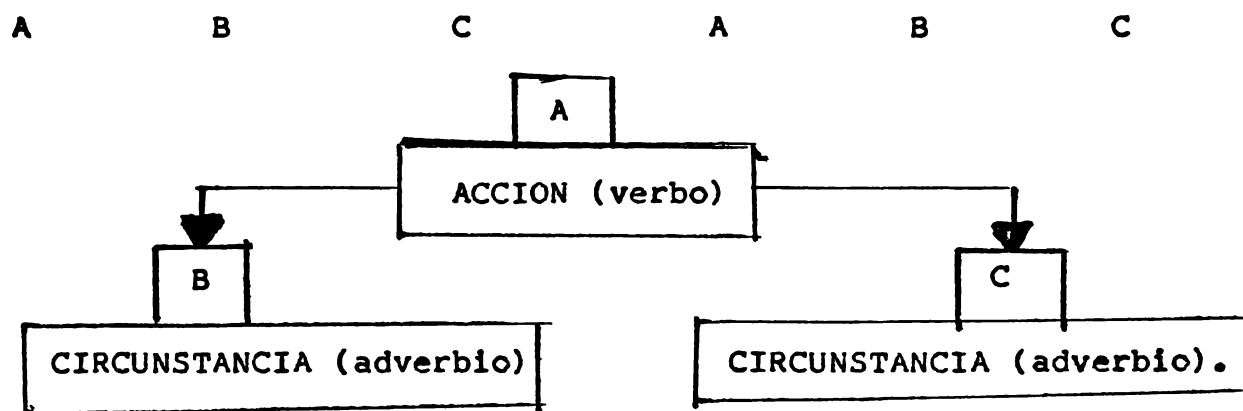 A B C A B C
A
ACCION (verbo)
B
C
CIRCUNSTANCIA (adverbio)
CIRCUNSTANCIA (adverbio).